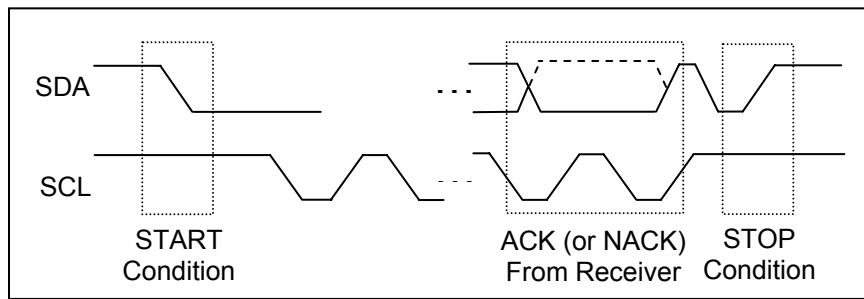 SDA
SCL
START
Condition
ACK (or NACK)
From Receiver
STOP
Condition